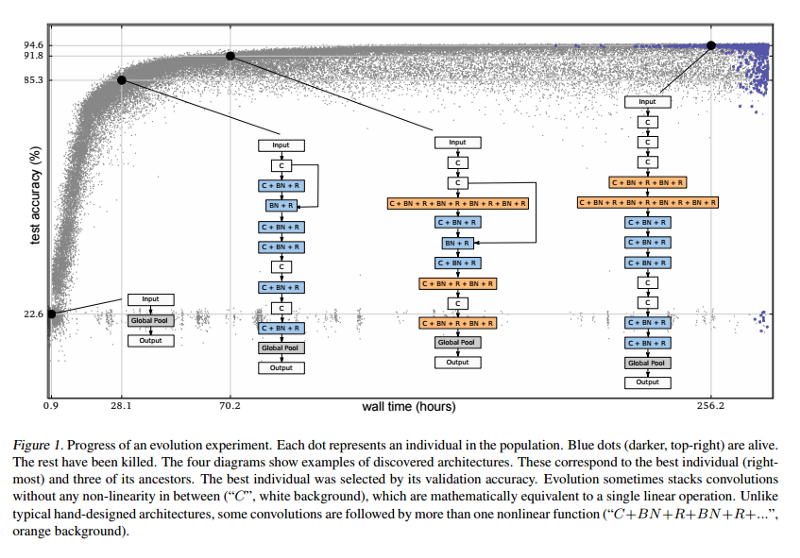 94.6
91.8
85.3
22.6
test accuracy (%)
Input
Global Pool
Output
Input
C
C + BN + R
BN + R
C + BN + R
C + BN + R
C
C + BN + R
C
C + BN + R
Global Pool
Output
Input
C
C
C + BN + R + BN + R + BN + R + BN + R
C + BN + R
BN + R
C + BN + R
C + BN + R + BN + R
C
C + BN + R + BN + R
Global Pool
Output
Input
C
C
C
C + BN + R + BN + R
C + BN + R + BN + R + BN + R + BN + R
C + BN + R
C + BN + R
C + BN + R
C
C
C + BN + R
C + BN + R
Global Pool
Output
0.9 28.1 70.2 256.2
wall time (hours)
Figure 1. Progress of an evolution experiment. Each dot represents an individual in the population. Blue dots (darker, top-right) are alive.
The rest have been killed. The four diagrams show examples of discovered architectures. These correspond to the best individual (right-
most) and three of its ancestors. The best individual was selected by its validation accuracy. Evolution sometimes stacks convolutions
without any non-linearity in between (“C”, white background), which are mathematically equivalent to a single linear operation. Unlike
typical hand-designed architectures, some convolutions are followed by more than one nonlinear function (“C+BN+R+BN+R+...”,
orange background).